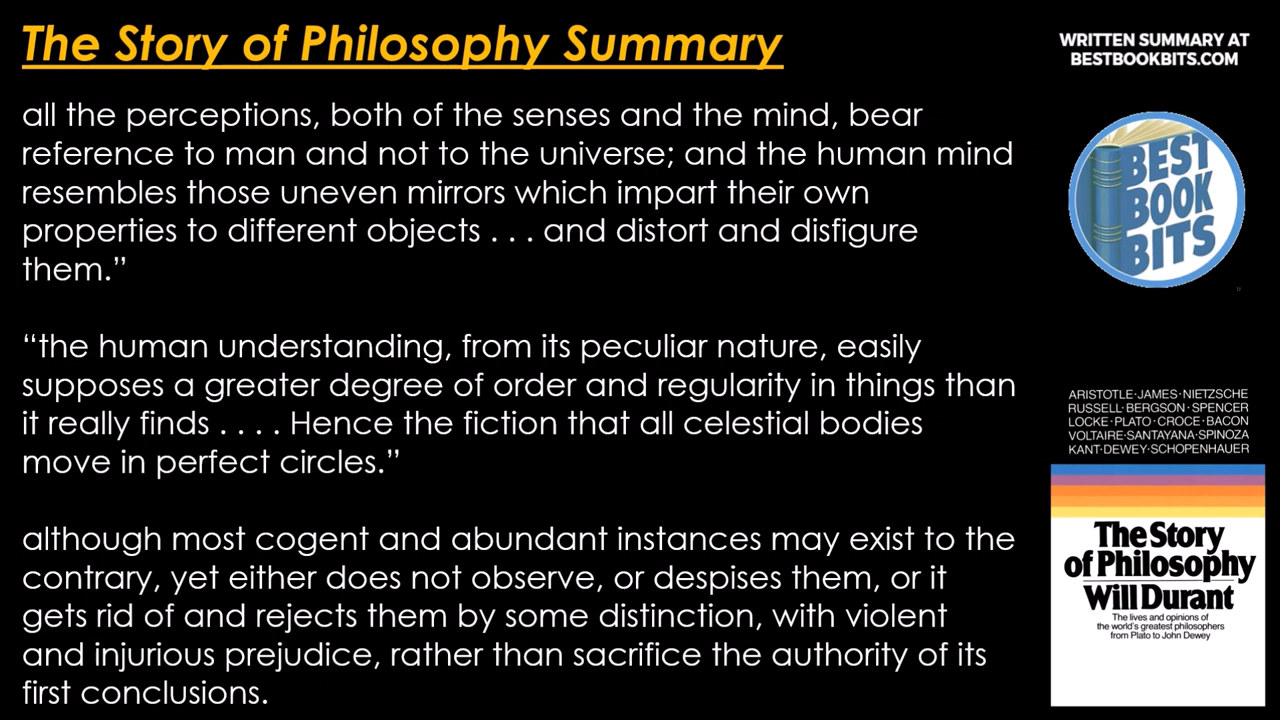 The Story of Philosophy Summary
all the perceptions, both of the senses and the mind, bear
reference to man and not to the universe; and the human mind
resembles those uneven mirrors which impart their own
properties to different objects . . . and distort and disfigure
them.”
“the human understanding, from its peculiar nature, easily
supposes a greater degree of order and regularity in things than
it really finds . . . . Hence the fiction that all celestial bodies
move in perfect circles.”
although most cogent and abundant instances may exist to the
contrary, yet either does not observe, or despises them, or it
gets rid of and rejects them by some distinction, with violent
and injurious prejudice, rather than sacrifice the authority of its
first conclusions.
WRITTEN SUMMARY AT
BESTBOOKBITS.COM
BEST
BOOK
BITS
ARISTOTLE·JAMES·NIETZSCHE
RUSSELL·BERGSON·SPENCER
LOCKE·PLATO·CROCE·BACON
VOLTAIRE·SANTAYANA·SPINOZA
KANT·DEWEY·SCHOPENHAUER
The Story
of Philosophy
Will Durant
The lives and opinions of
the world's greatest philosophers
from Plato to John Dewey